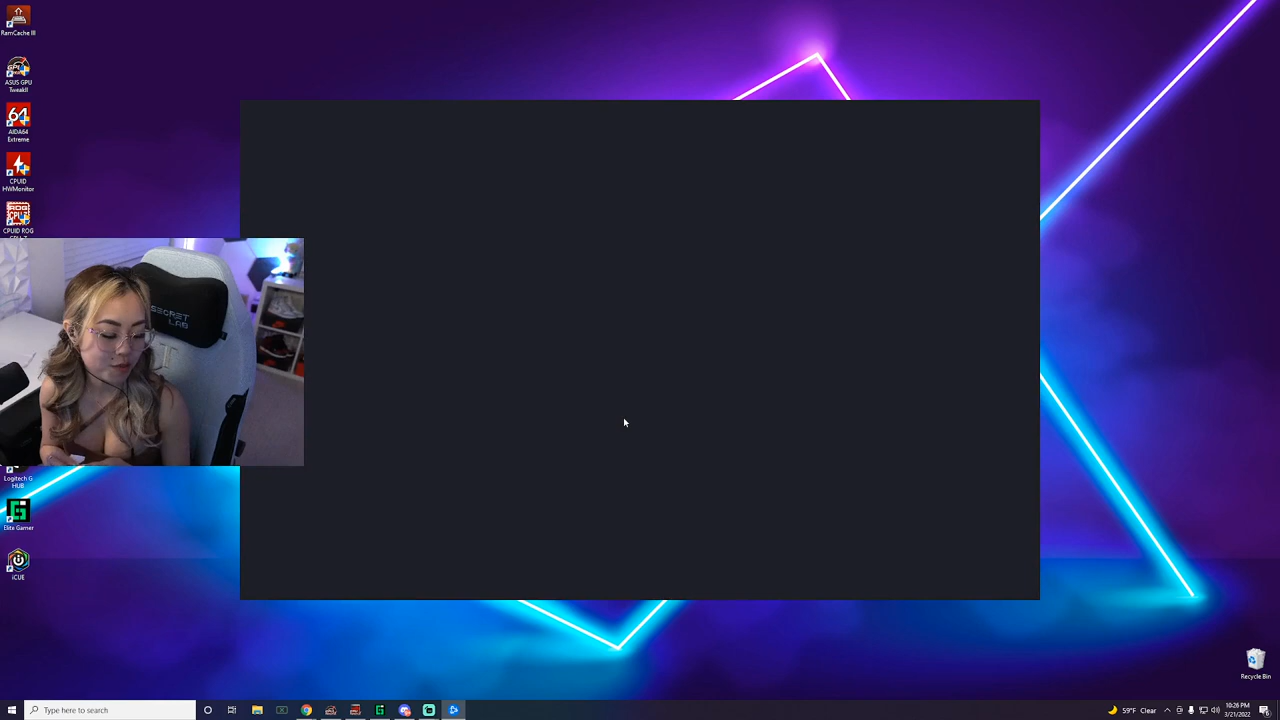 RamCache III
ASUS GPU
TweakII
64
AIDA64
Extreme
CPUID
HWMonitor
CPUID ROG
SECRET
LAB
Logitech G
HUB
Elite Gamer
iCUE
Recycle Bin
Type here to search
59°F Clear
10:26 PM
3/21/2022